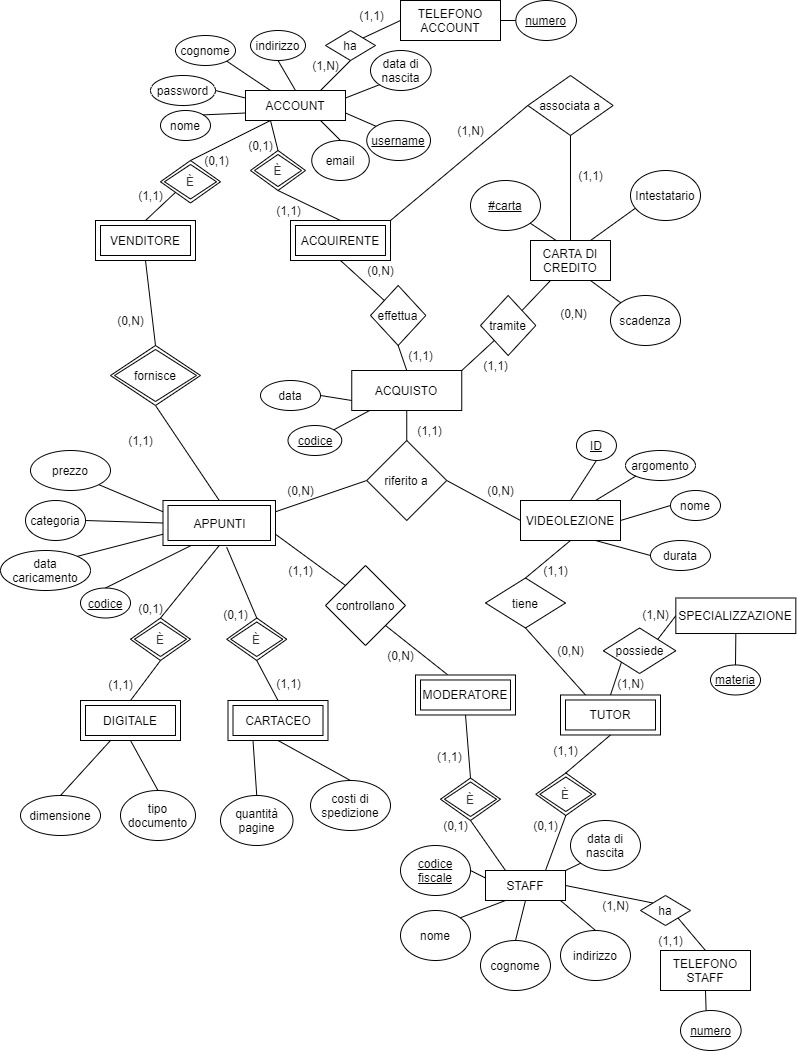 TELEFONO
ACCOUNT
numero
(1,1)
ha
(1,N)
cognome
indirizzo
data di
nascita
password
ACCOUNT
nome
username
email
associata a
(1,N)
(0,1)
(0,1)
È
È
(1,1)
(1,1)
(1,1)
#carta
Intestatario
VENDITORE
ACQUIRENTE
CARTA DI
CREDITO
(0,N)
(0,N)
(0,N)
effettua
tramite
scadenza
(1,1)
(1,1)
fornisce
data
ACQUISTO
codice
(1,1)
(1,1)
ID
argomento
prezzo
riferito a
(0,N)
(0,N)
nome
categoria
APPUNTI
VIDEOLEZIONE
durata
data
caricamento
(1,1)
(1,1)
codice
controllano
tiene
(0,1)
(0,1)
È
È
(1,N)
SPECIALIZZAZIONE
possiede
(0,N)
(0,N)
(1,1)
(1,1)
(1,N)
materia
MODERATORE
DIGITALE
CARTACEO
TUTOR
(1,1)
(1,1)
È
È
dimensione
tipo
documento
quantità
pagine
costi di
spedizione
(0,1)
(0,1)
data di
nascita
codice
fiscale
STAFF
(1,N)
ha
nome
cognome
indirizzo
(1,1)
TELEFONO
STAFF
numero